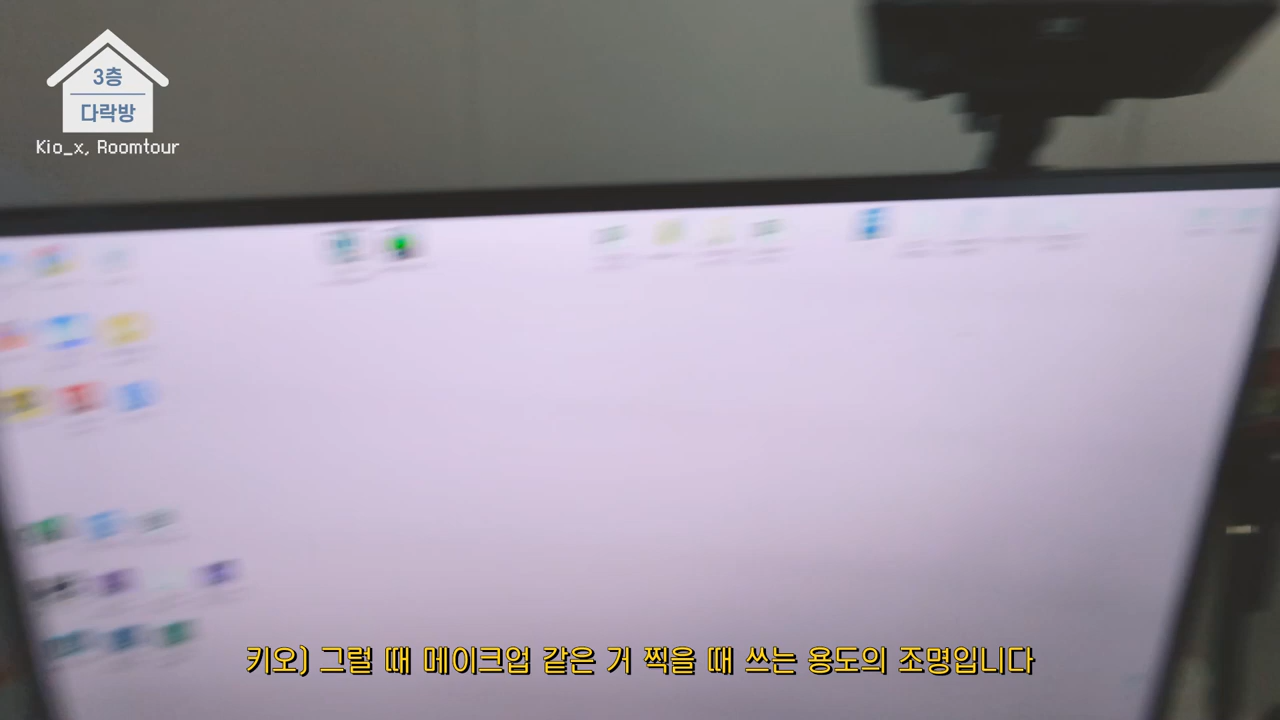 3층
다락방
Kio_x, Roomtour
키오) 그럴 때 메이크업 같은 거 찍을 때 쓰는 용도의 조명입니다